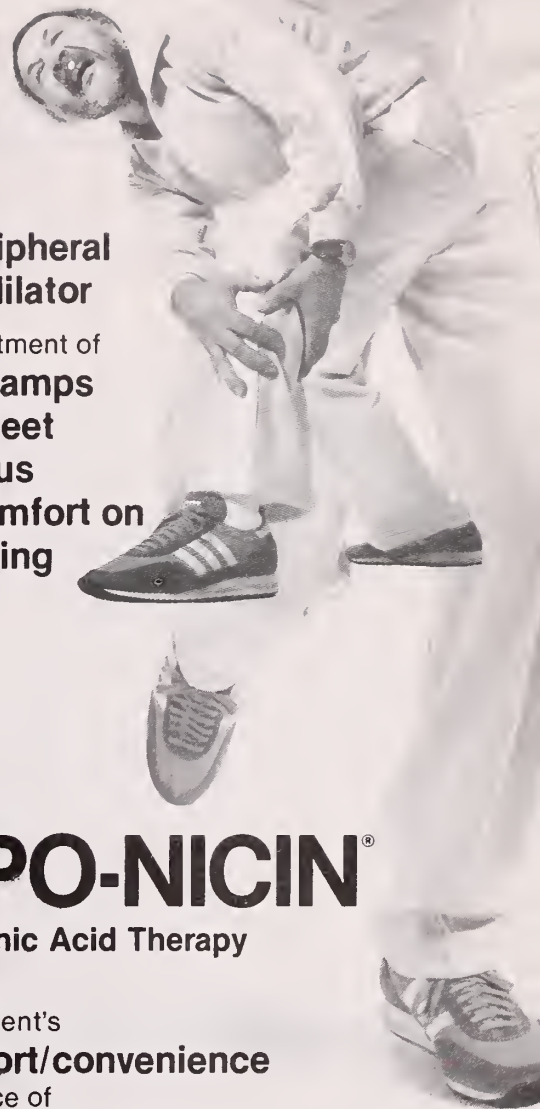 ipheral
lilator
tment of
amps
eet
us
mfort on
ing
PO-NICIN®
nic Acid Therapy
ent's
ort/convenience
ce of